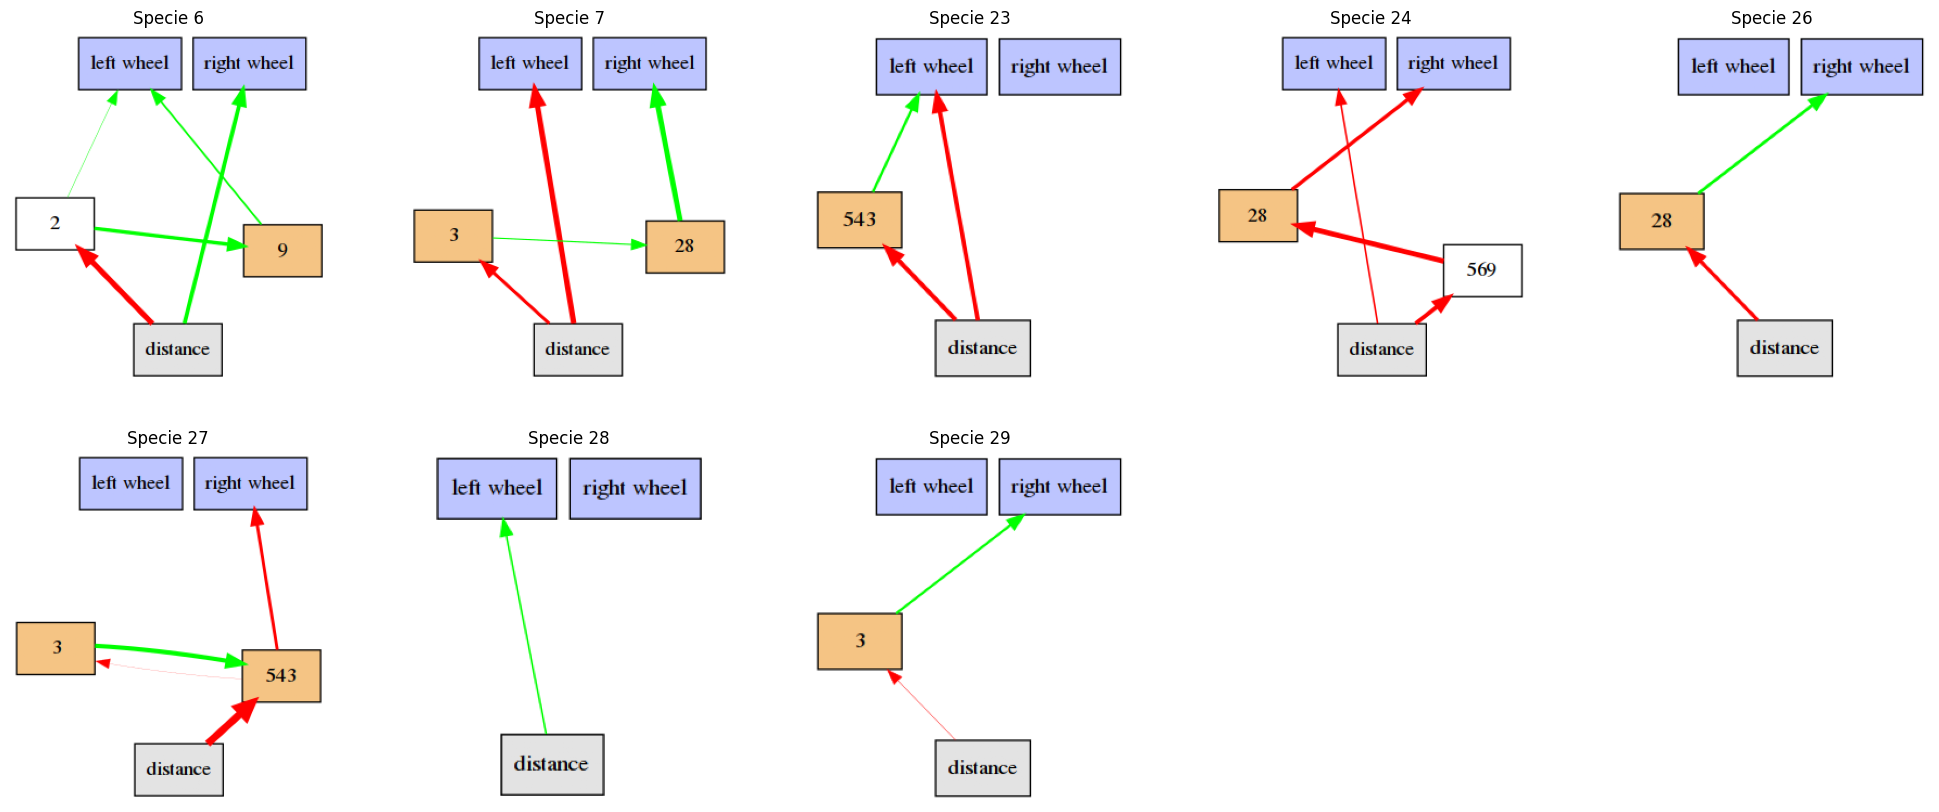 Specie 6
left wheel right wheel
2
9
distance
Specie 7
left wheel right wheel
3
28
distance
Specie 23
left wheel right wheel
543
distance
Specie 24
left wheel right wheel
28
569
distance
Specie 26
left wheel right wheel
28
distance
Specie 27
left wheel right wheel
3
543
distance
Specie 28
left wheel right wheel
distance
Specie 29
left wheel right wheel
3
distance